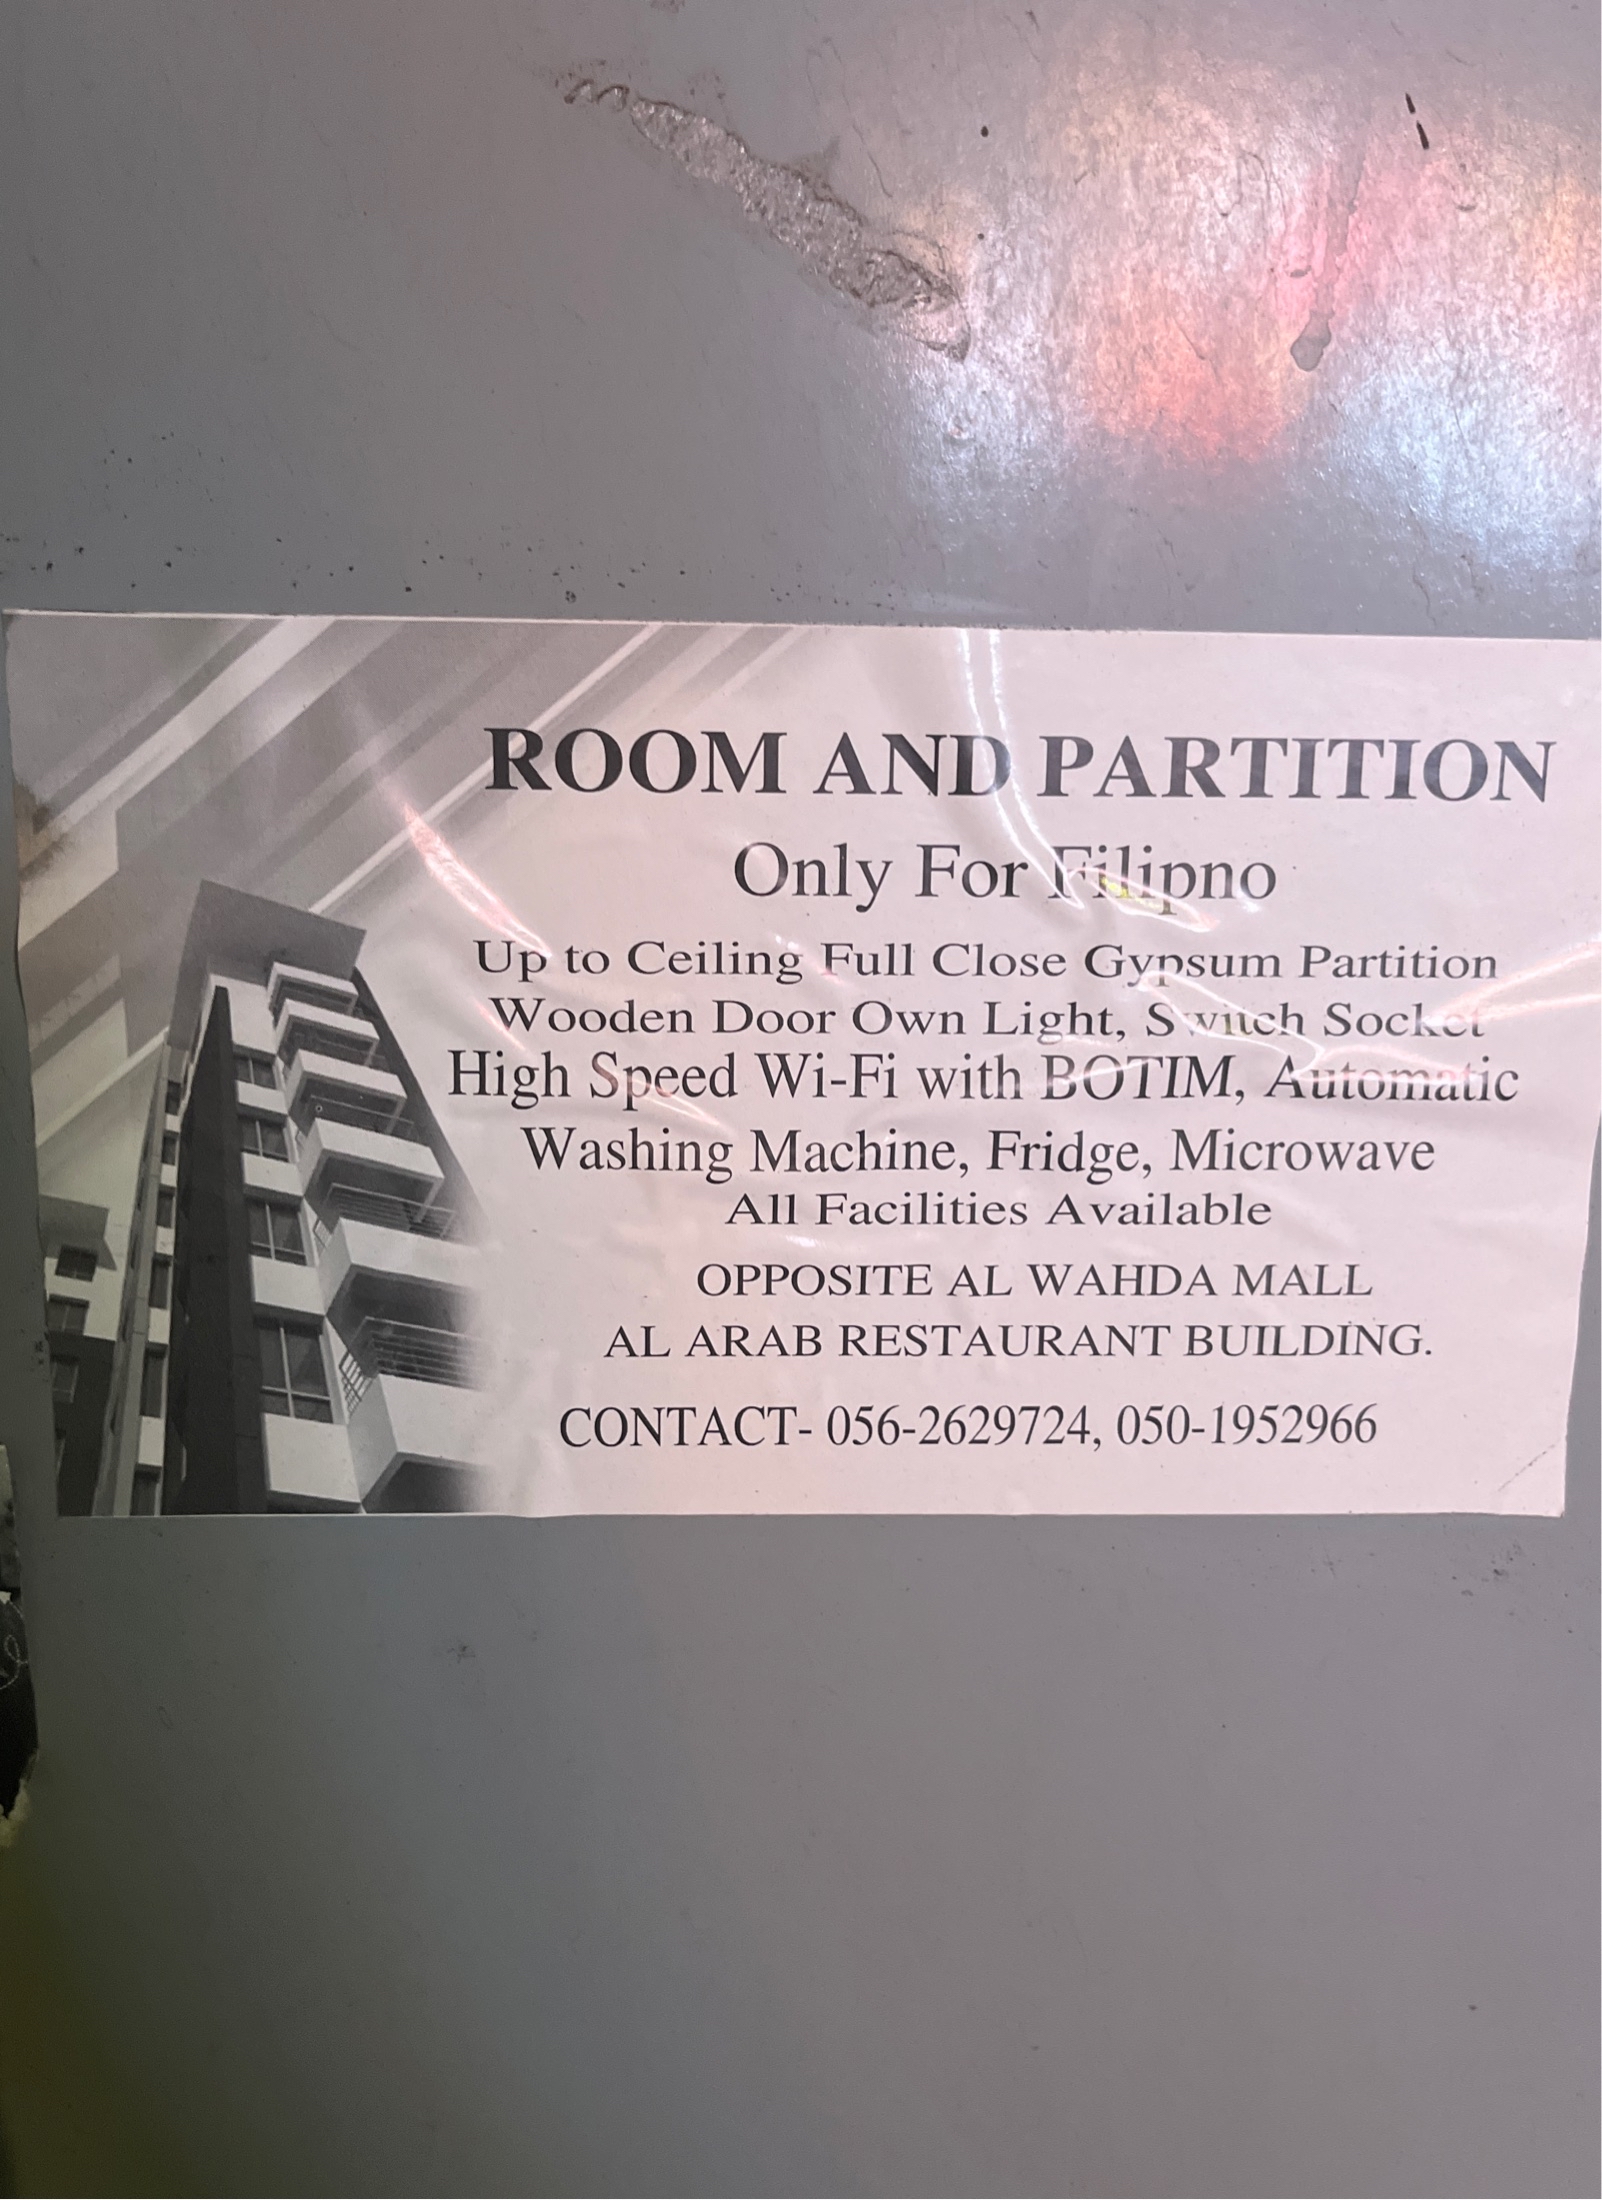 ROOM AND PARTITION
Only For Filipno
Up to Ceiling Full Close Gypsum Partition
Wooden Door Own Light, Switch Socket
High Speed Wi-Fi with BOTIM, Automatic
Washing Machine, Fridge, Microwave
All Facilities Available
OPPOSITE AL WAHDA MALL
AL ARAB RESTAURANT BUILDING.
CONTACT- 056-2629724, 050-1952966